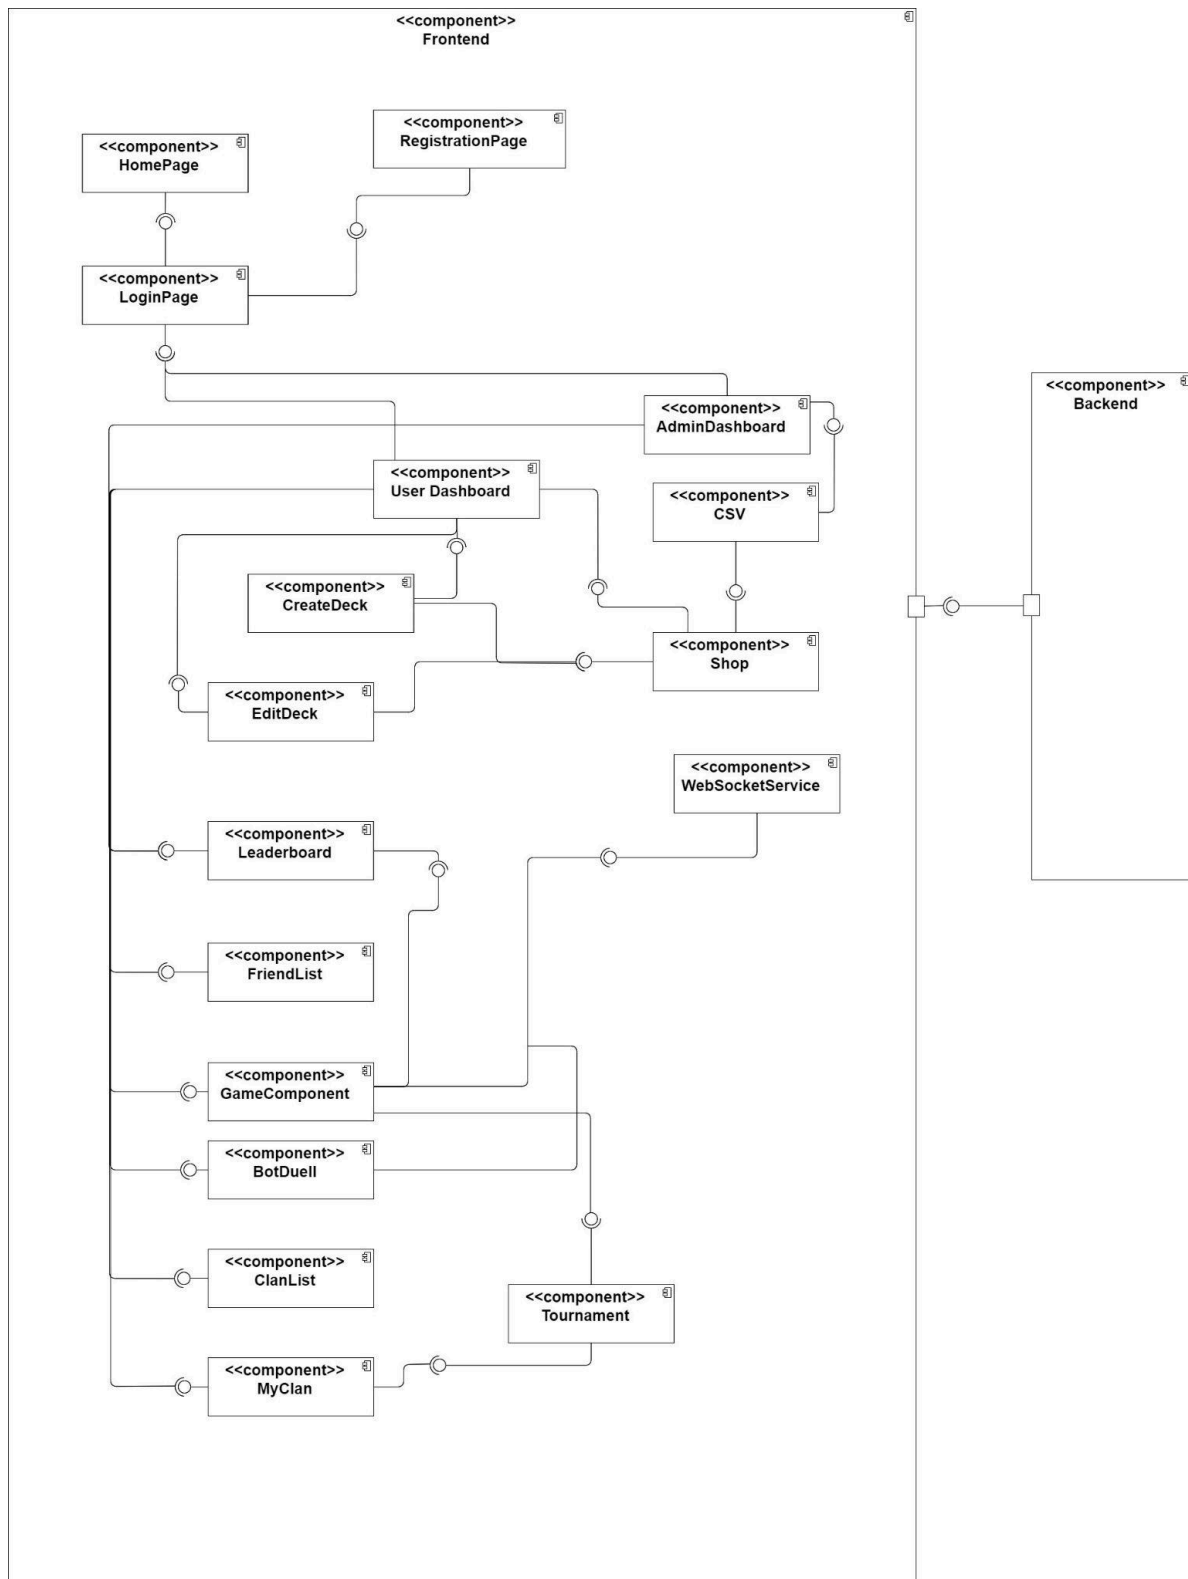 <<component>>
Frontend
<<component>>
HomePage
<<component>>
RegistrationPage
<<component>>
LoginPage
<<component>>
AdminDashboard
<<component>>
Backend
<<component>>
User Dashboard
<<component>>
CSV
<<component>>
CreateDeck
<<component>>
Shop
<<component>>
EditDeck
<<component>>
WebSocketService
<<component>>
Leaderboard
<<component>>
FriendList
<<component>>
GameComponent
<<component>>
BotDuell
<<component>>
ClanList
<<component>>
Tournament
<<component>>
MyClan